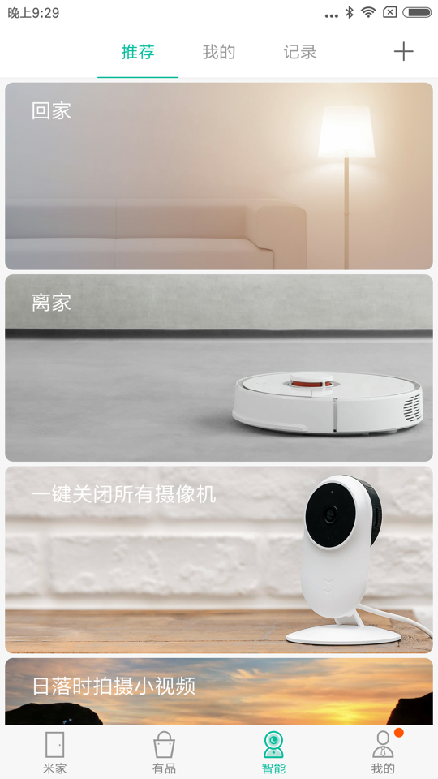 晚上9:29
推荐 我的 记录
回家
离家
一键关闭所有摄像机
日落时拍摄小视频
米家 有品 智能 我的